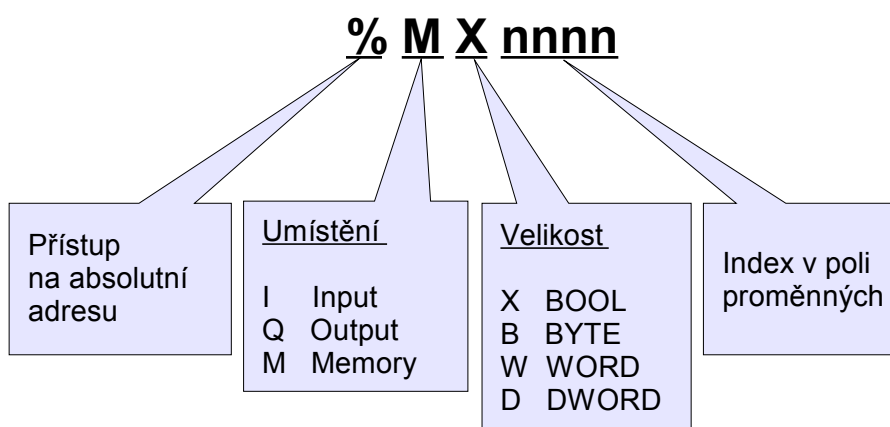 % M X nnnn
Přístup
na absolutní
adresu
Umístění
I Input
Q Output
M Memory
Velikost
X BOOL
B BYTE
W WORD
D DWORD
Index v poli
proměnných